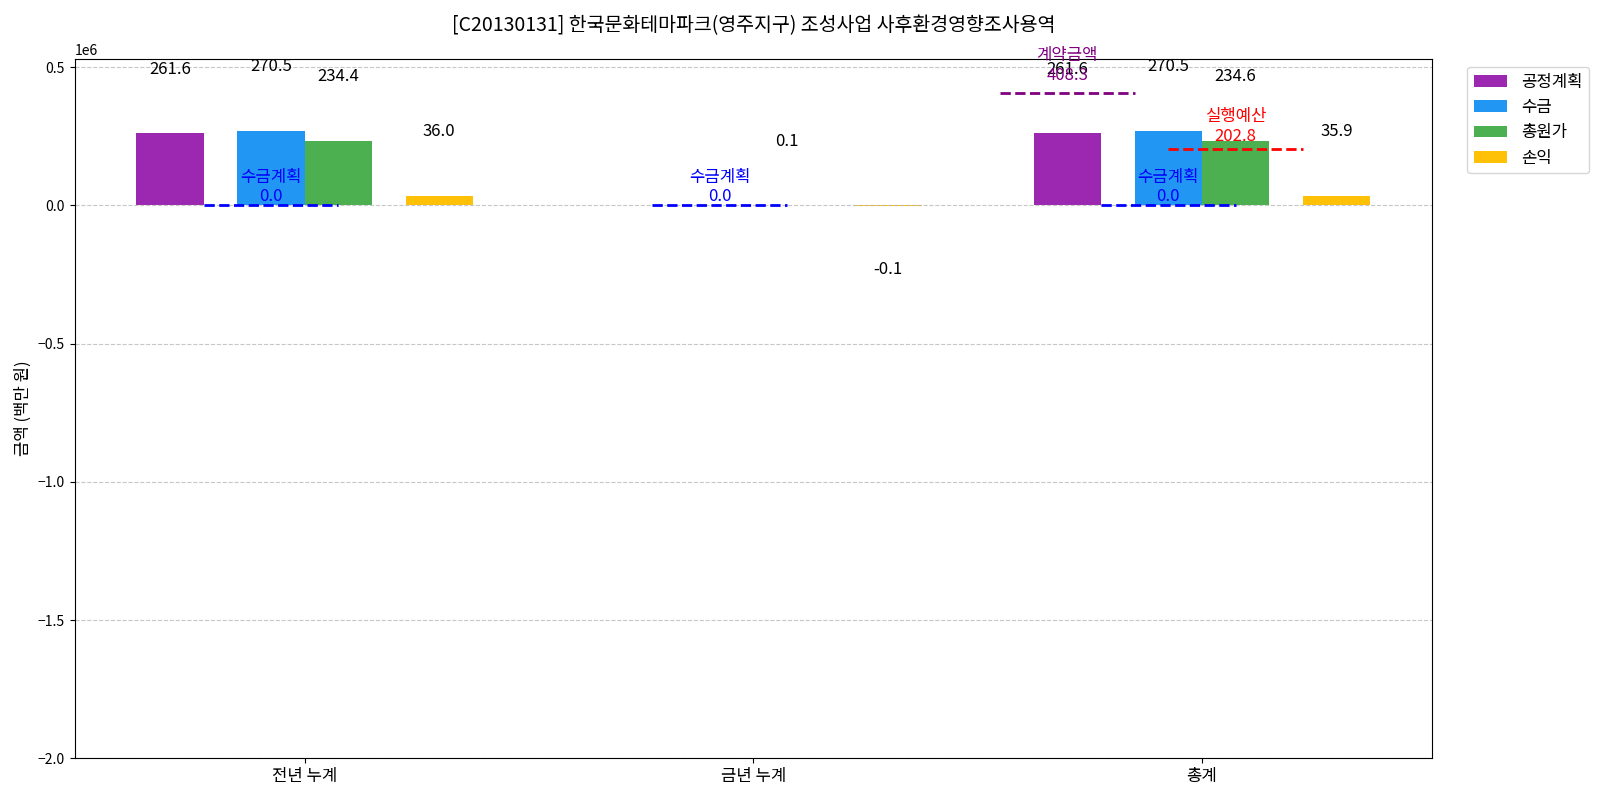 [C20130131] 한국문화테마파크(영주지구) 조성사업 사후환경영향조사용역
1e6
금액 (백만 원)
0.5
0.0
−0.5
−1.0
−1.5
−2.0
261.6
270.5
234.4
36.0
수금계획
0.0
0.1
수금계획
0.0
-0.1
계약금액
408.3
261.6
270.5
234.6
35.9
실행예산
202.8
수금계획
0.0
전년 누계
금년 누계
총계
공정계획
수금
총원가
손익